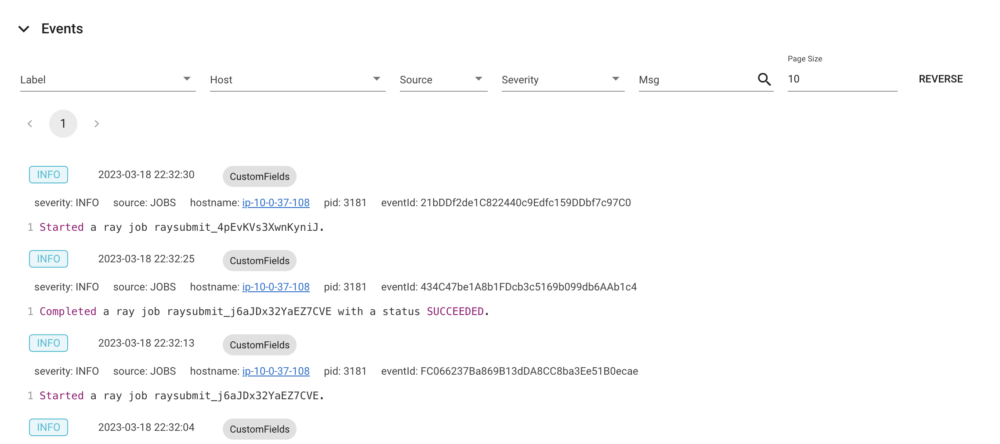 Events
Page Size
Label Host Source Severity Msg 10 REVERSE
1
INFO 2023-03-18 22:32:30 CustomFields
severity: INFO source: JOBS hostname: ip-10-0-37-108 pid: 3181 eventId: 21bDDf2de1C822440c9Edfc159DDbf7c97C0
1 Started a ray job raysubmit_4pEvKVs3XwnKyniJ.
INFO 2023-03-18 22:32:25 CustomFields
severity: INFO source: JOBS hostname: ip-10-0-37-108 pid: 3181 eventId: 434C47be1A8b1FDcb3c5169b099db6AAb1c4
1 Completed a ray job raysubmit_j6aJDx32YaEZ7CVE with a status SUCCEEDED.
INFO 2023-03-18 22:32:13 CustomFields
severity: INFO source: JOBS hostname: ip-10-0-37-108 pid: 3181 eventId: FC066237Ba869B13dDA8CC8ba3Ee51B0ecae
1 Started a ray job raysubmit_j6aJDx32YaEZ7CVE.
INFO 2023-03-18 22:32:04 CustomFields